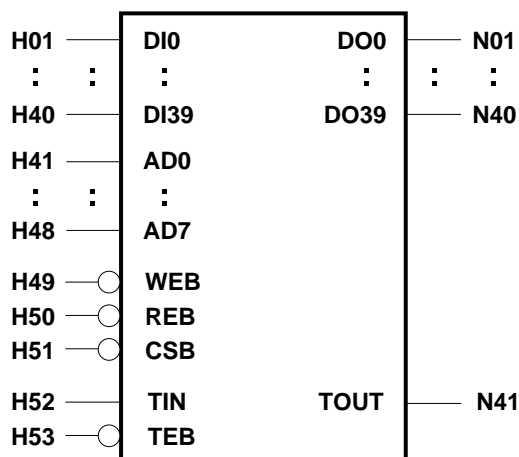 H01 DI0 DO0 N01
: : : : : :
H40 DI39 DO39 N40
H41 AD0
: : :
H48 AD7
H49 WEB
H50 REB
H51 CSB
H52 TIN TOUT N41
H53 TEB